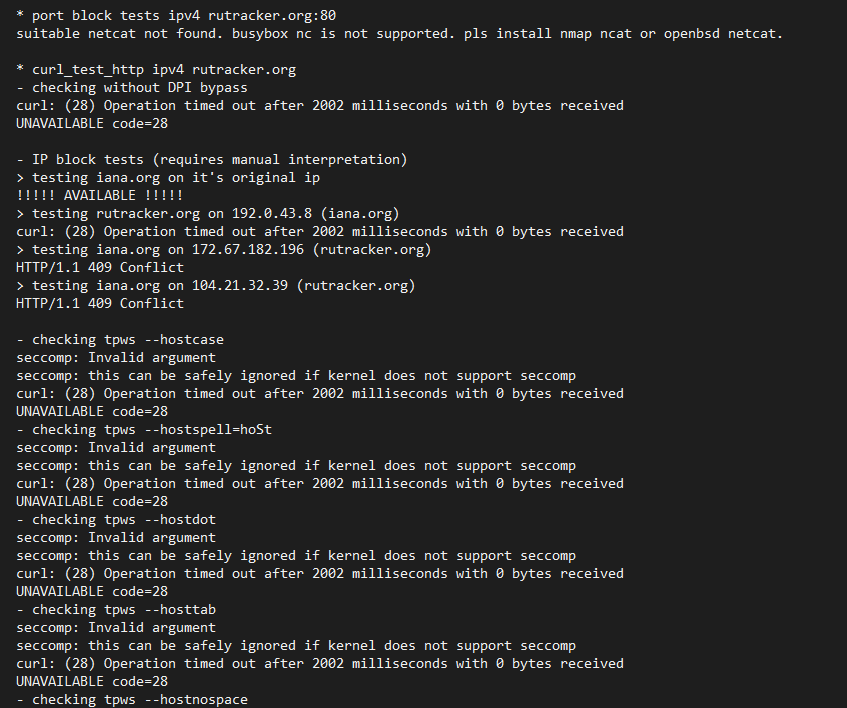 * port block tests ipv4 rutracker.org:80
suitable netcat not found. busybox nc is not supported. pls install nmap ncat or openbsd netcat.
* curl_test_http ipv4 rutracker.org
- checking without DPI bypass
curl: (28) Operation timed out after 2002 milliseconds with 0 bytes received
UNAVAILABLE code=28
- IP block tests (requires manual interpretation)
> testing iana.org on it's original ip
!!!!! AVAILABLE !!!!!
> testing rutracker.org on 192.0.43.8 (iana.org)
curl: (28) Operation timed out after 2002 milliseconds with 0 bytes received
> testing iana.org on 172.67.182.196 (rutracker.org)
HTTP/1.1 409 Conflict
> testing iana.org on 104.21.32.39 (rutracker.org)
HTTP/1.1 409 Conflict
- checking tpws --hostcase
seccomp: Invalid argument
seccomp: this can be safely ignored if kernel does not support seccomp
curl: (28) Operation timed out after 2002 milliseconds with 0 bytes received
UNAVAILABLE code=28
- checking tpws --hostspell=hoSt
seccomp: Invalid argument
seccomp: this can be safely ignored if kernel does not support seccomp
curl: (28) Operation timed out after 2002 milliseconds with 0 bytes received
UNAVAILABLE code=28
- checking tpws --hostdot
seccomp: Invalid argument
seccomp: this can be safely ignored if kernel does not support seccomp
curl: (28) Operation timed out after 2002 milliseconds with 0 bytes received
UNAVAILABLE code=28
- checking tpws --hosttab
seccomp: Invalid argument
seccomp: this can be safely ignored if kernel does not support seccomp
curl: (28) Operation timed out after 2002 milliseconds with 0 bytes received
UNAVAILABLE code=28
- checking tpws --hostnospace